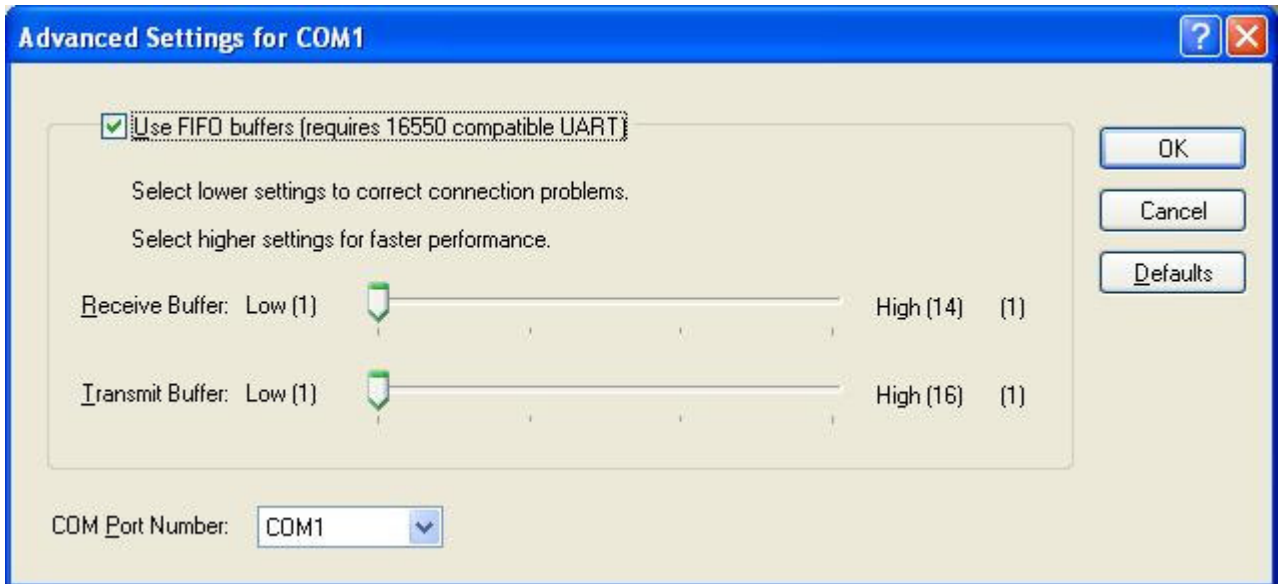 Advanced Settings for COM1
Use FIFO buffers (requires 16550 compatible UART)
OK
Select lower settings to correct connection problems.
Cancel
Select higher settings for faster performance.
Defaults
Receive Buffer: Low (1) High (14) (1)
Transmit Buffer: Low (1) High (16) (1)
COM Port Number: COM1